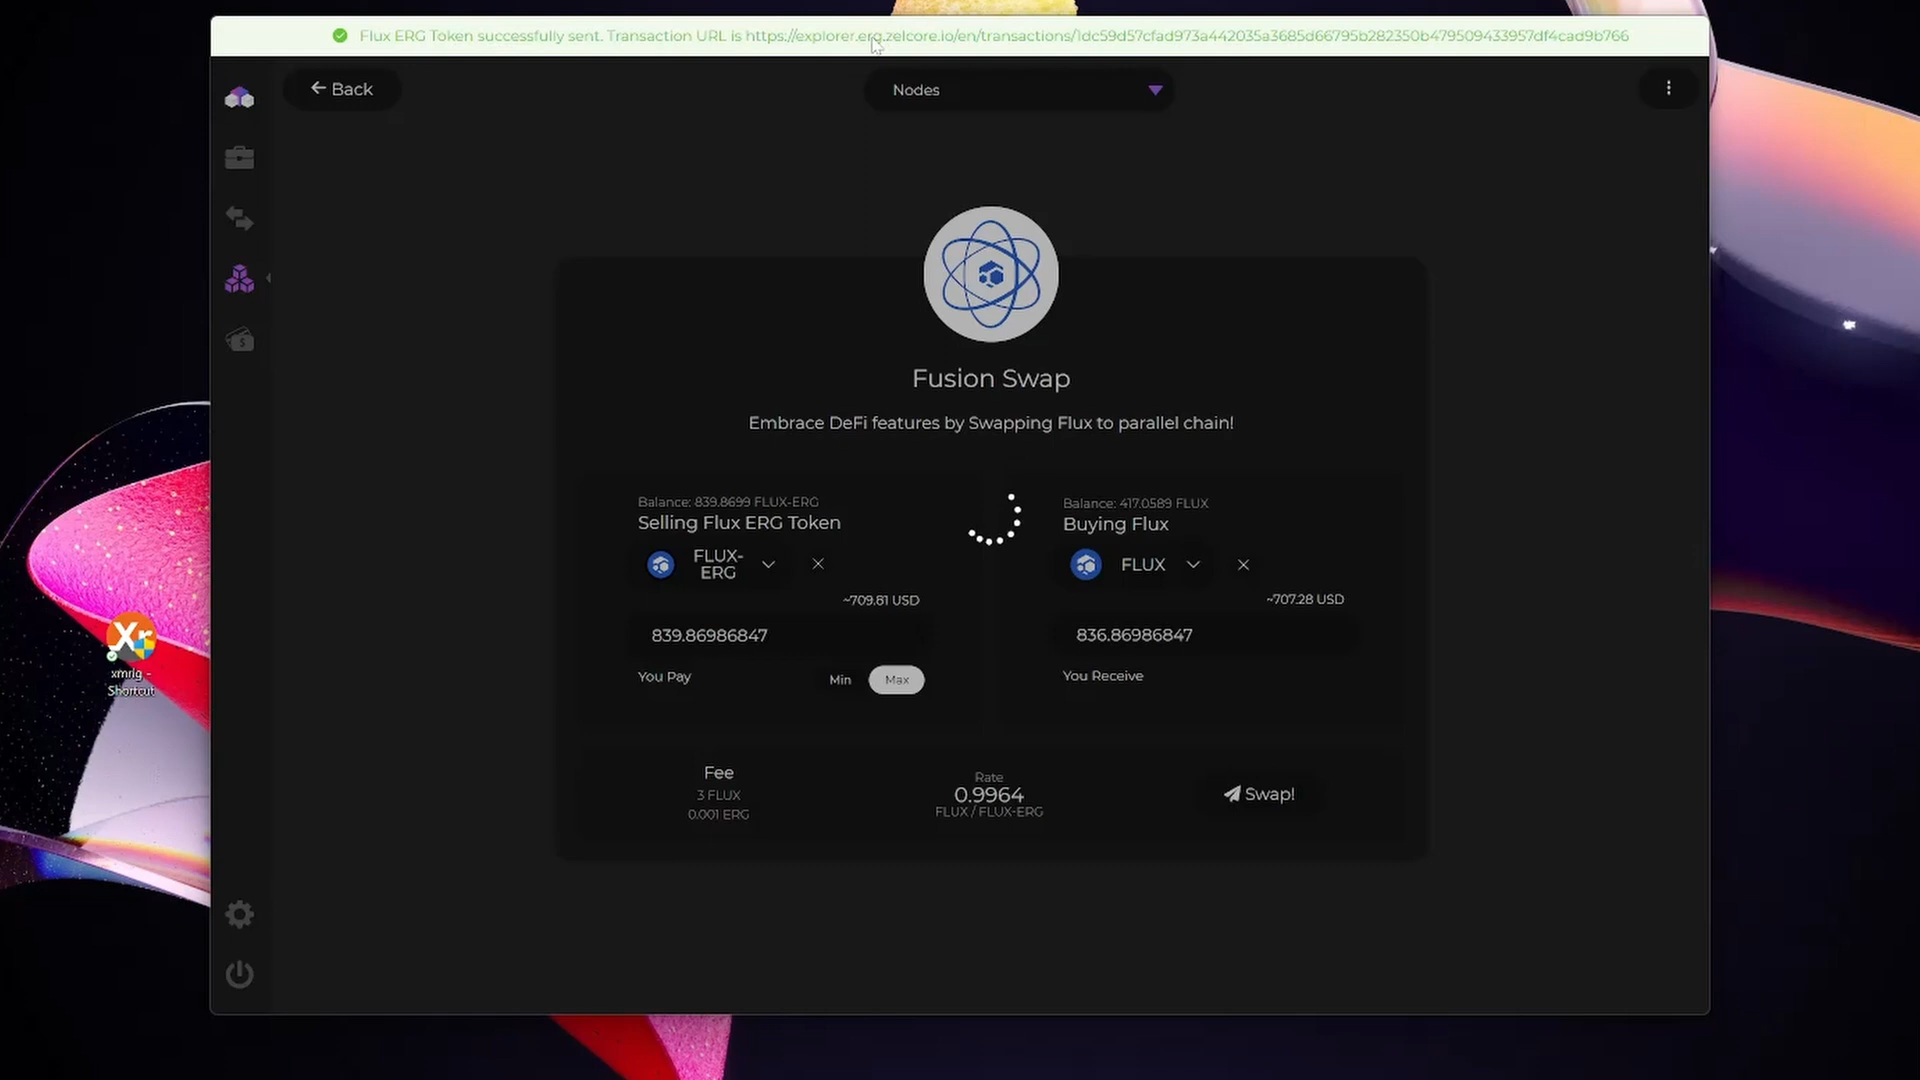 Flux ERG Token successfully sent. Transaction URL is https://explorer.erg.zelcore.io/en/transactions/1dc59d57cfad973a442035a3685d66795b282350b479509433957df4cad9b766
Back
Nodes
Fusion Swap
Embrace DeFi features by Swapping Flux to parallel chain!
Balance: 839.8699 FLUX-ERG
Selling Flux ERG Token
FLUX-
ERG
~709.81 USD
839.86986847
You Pay
Min
Max
Balance: 417.0589 FLUX
Buying Flux
FLUX
~707.28 USD
836.86986847
You Receive
Fee
3 FLUX
0.001 ERG
Rate
0.9964
FLUX / FLUX-ERG
Swap!
Xr
xmrig -
Shortcut